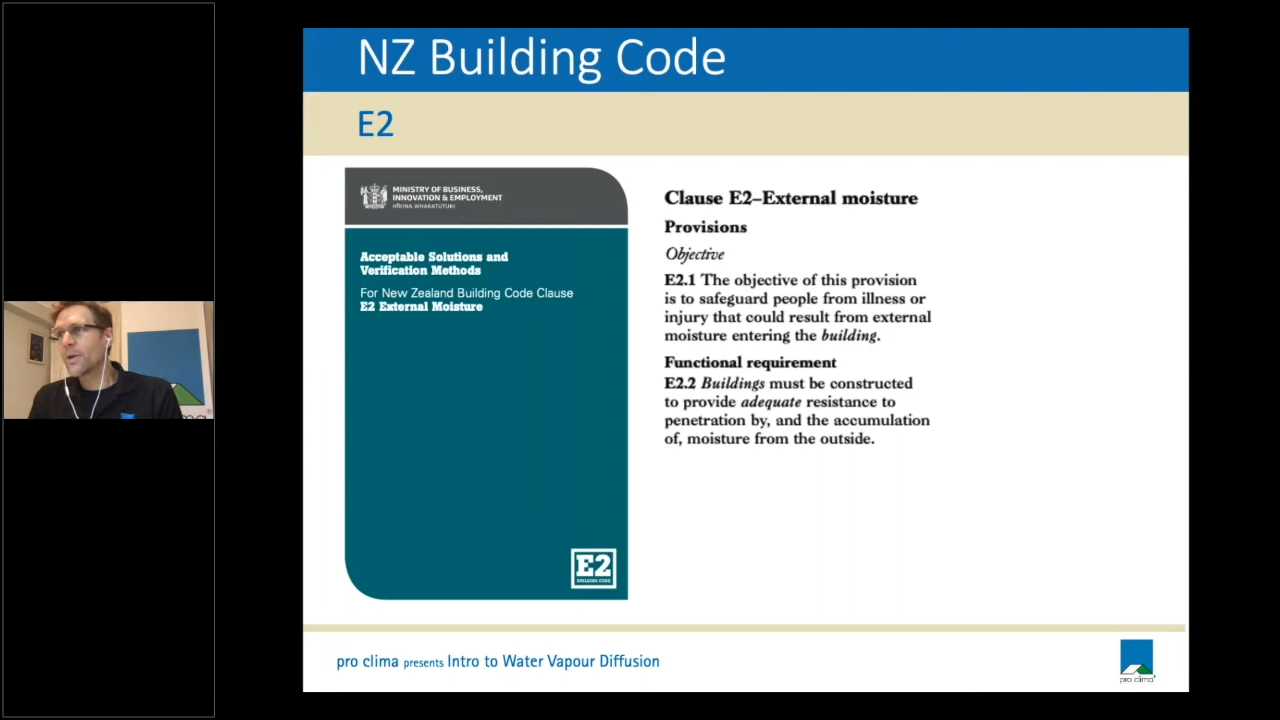 NZ Building Code
E2
MINISTRY OF BUSINESS,
INNOVATION & EMPLOYMENT
HĪKINA WHAKATUTUKI
Acceptable Solutions and
Verification Methods
For New Zealand Building Code Clause
E2 External Moisture
E2
BUILDING CODE
Clause E2–External moisture
Provisions
Objective
E2.1 The objective of this provision
is to safeguard people from illness or
injury that could result from external
moisture entering the building.
Functional requirement
E2.2 Buildings must be constructed
to provide adequate resistance to
penetration by, and the accumulation
of, moisture from the outside.
pro clima presents Intro to Water Vapour Diffusion
pro clima®